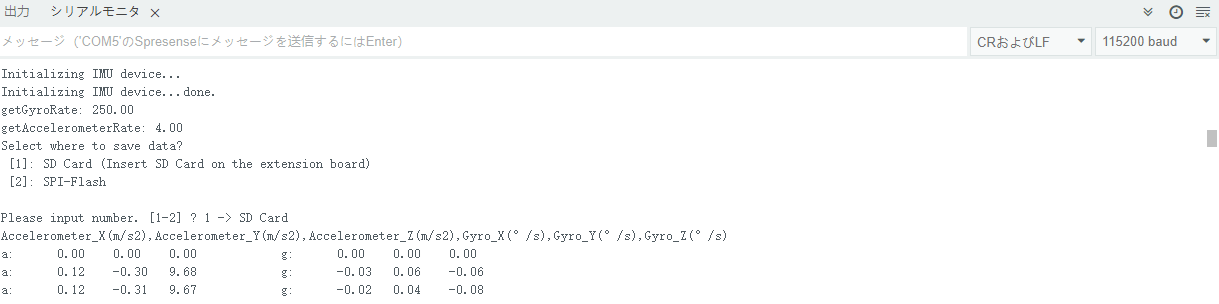 出力 シリアルモニタ
メッセージ（'COM5'のSpresenseにメッセージを送信するにはEnter） CRおよびLF 115200 baud
Initializing IMU device...
Initializing IMU device...done.
getGyroRate: 250.00
getAccelerometerRate: 4.00
Select where to save data?
[1]: SD Card (Insert SD Card on the extension board)
[2]: SPI-Flash
Please input number. [1-2] ? 1 -> SD Card
Accelerometer_X(m/s2),Accelerometer_Y(m/s2),Accelerometer_Z(m/s2),Gyro_X(°/s),Gyro_Y(°/s),Gyro_Z(°/s)
a: 0.00 0.00 0.00 g: 0.00 0.00 0.00
a: 0.12 -0.30 9.68 g: -0.03 0.06 -0.06
a: 0.12 -0.31 9.67 g: -0.02 0.04 -0.08